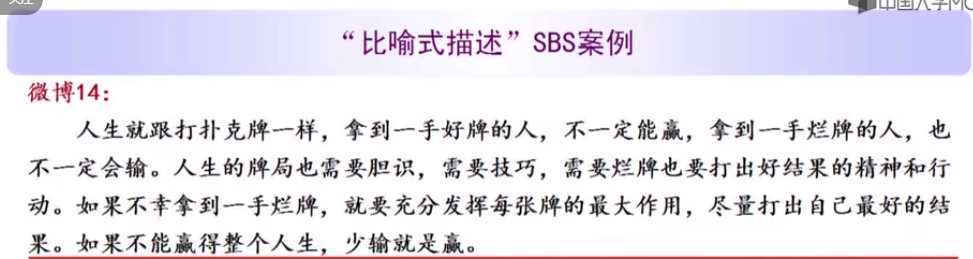 中国大学MO
“比喻式描述”SBS案例
微博14：
人生就跟打扑克牌一样，拿到一手好牌的人，不一定能赢，拿到一手烂牌的人，也
不一定会输。人生的牌局也需要胆识，需要技巧，需要烂牌也要打出好结果的精神和行
动。如果不幸拿到一手烂牌，就要充分发挥每张牌的最大作用，尽量打出自己最好的结
果。如果不能赢得整个人生，少输就是赢。